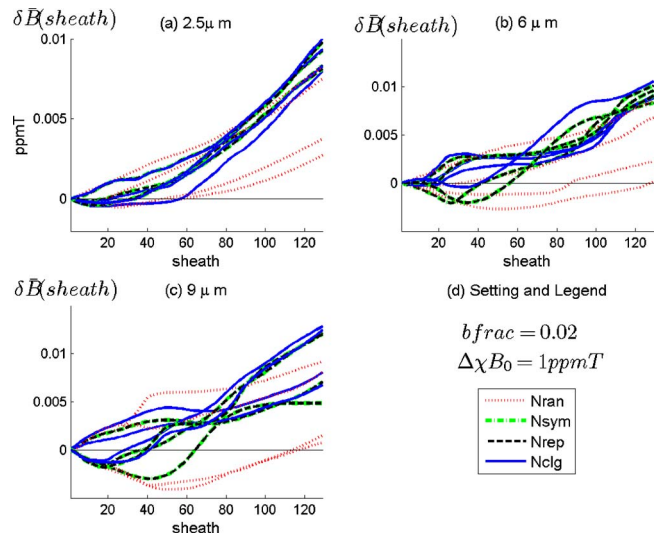 δB̄(sheath)
(a) 2.5μ m
0.01
0.005
0
ppmT
20 40 60 80 100 120
sheath
δB̄(sheath)
(b) 6 μ m
0.01
0.005
0
20 40 60 80 100 120
sheath
δB̄(sheath)
(c) 9 μ m
0.01
0.005
0
20 40 60 80 100 120
sheath
(d) Setting and Legend
bfrac = 0.02
ΔχB₀ = 1ppmT
Nran
Nsym
Nrep
Nclg